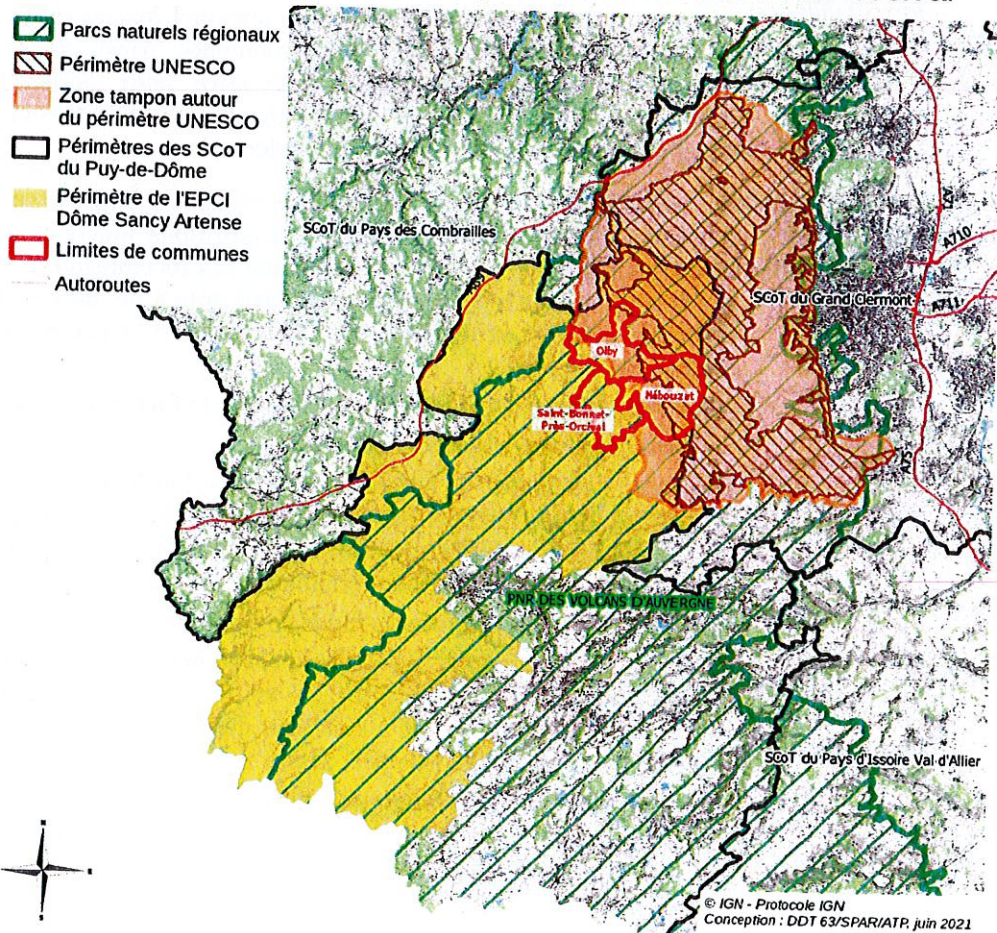 Parcs naturels régionaux
Périmètre UNESCO
Zone tampon autour
du périmètre UNESCO
Périmètres des SCoT
du Puy-de-Dôme
Périmètre de l'EPCI
Dôme Sancy Artense
Limites de communes
Autoroutes
SCoT du Pays des Combrailles
A71
A710
A711
SCoT du Grand Clermont
Olby
Nébouzat
Saint-Bonnet-
Près-Orcival
A75
PNR DES VOLCANS D'AUVERGNE
SCoT du Pays d'Issoire Val d'Allier
N
S
© IGN - Protocole IGN
Conception : DDT 63/SPAR/ATP, juin 2021